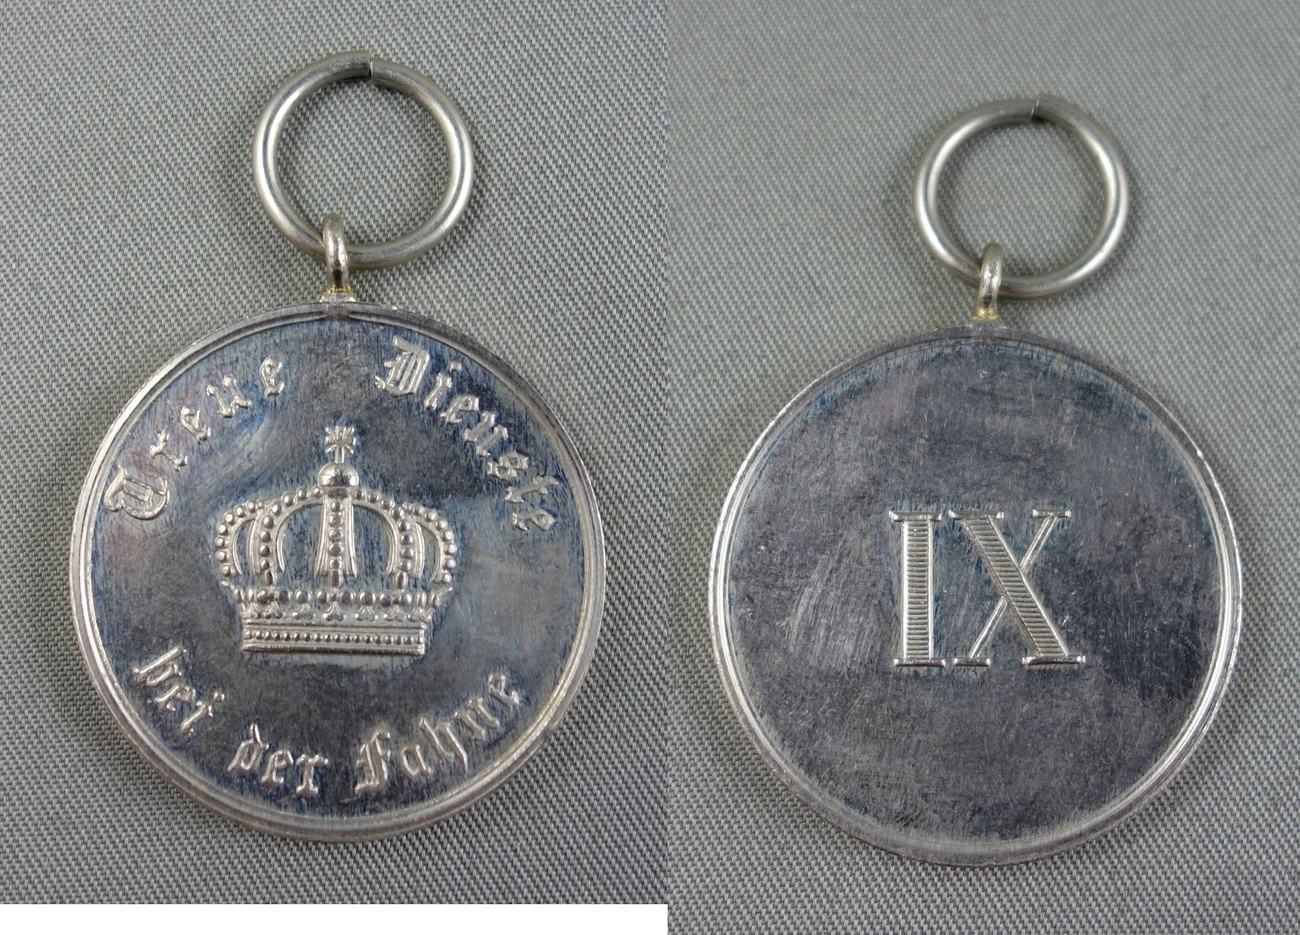 Treue Dienste
bei der Fahne
IX